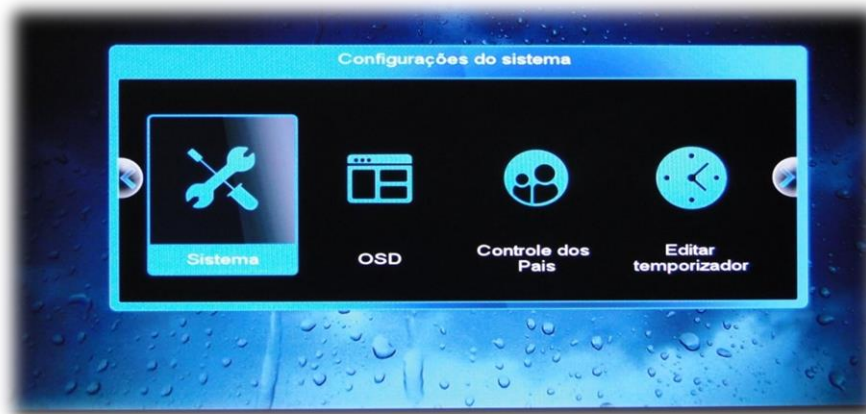 Configurações do sistema
Sistema
OSD
Controle dos
Pais
Editar
temporizador